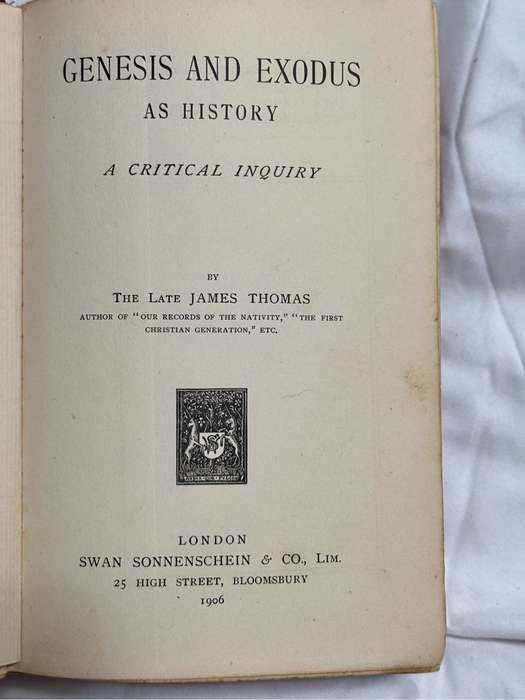 GENESIS AND EXODUS
AS HISTORY
A CRITICAL INQUIRY
BY
THE LATE JAMES THOMAS
AUTHOR OF "OUR RECORDS OF THE NATIVITY," "THE FIRST
CHRISTIAN GENERATION," ETC.
LONDON
SWAN SONNENSCHEIN & CO., LIM.
25 HIGH STREET, BLOOMSBURY
1906